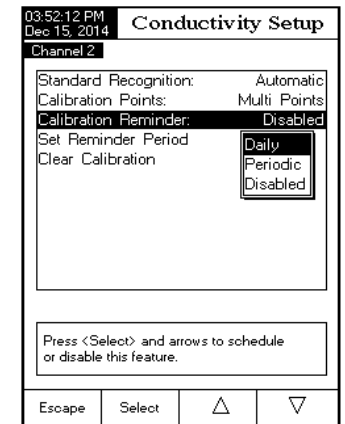 03:52:12 PM
Dec 15, 2014
Conductivity Setup
Channel 2
Standard Recognition: Automatic
Calibration Points: Multi Points
Calibration Reminder: Disabled
Set Reminder Period
Clear Calibration
Daily
Periodic
Disabled
Press <Select> and arrows to schedule
or disable this feature.
Escape Select △ ▽